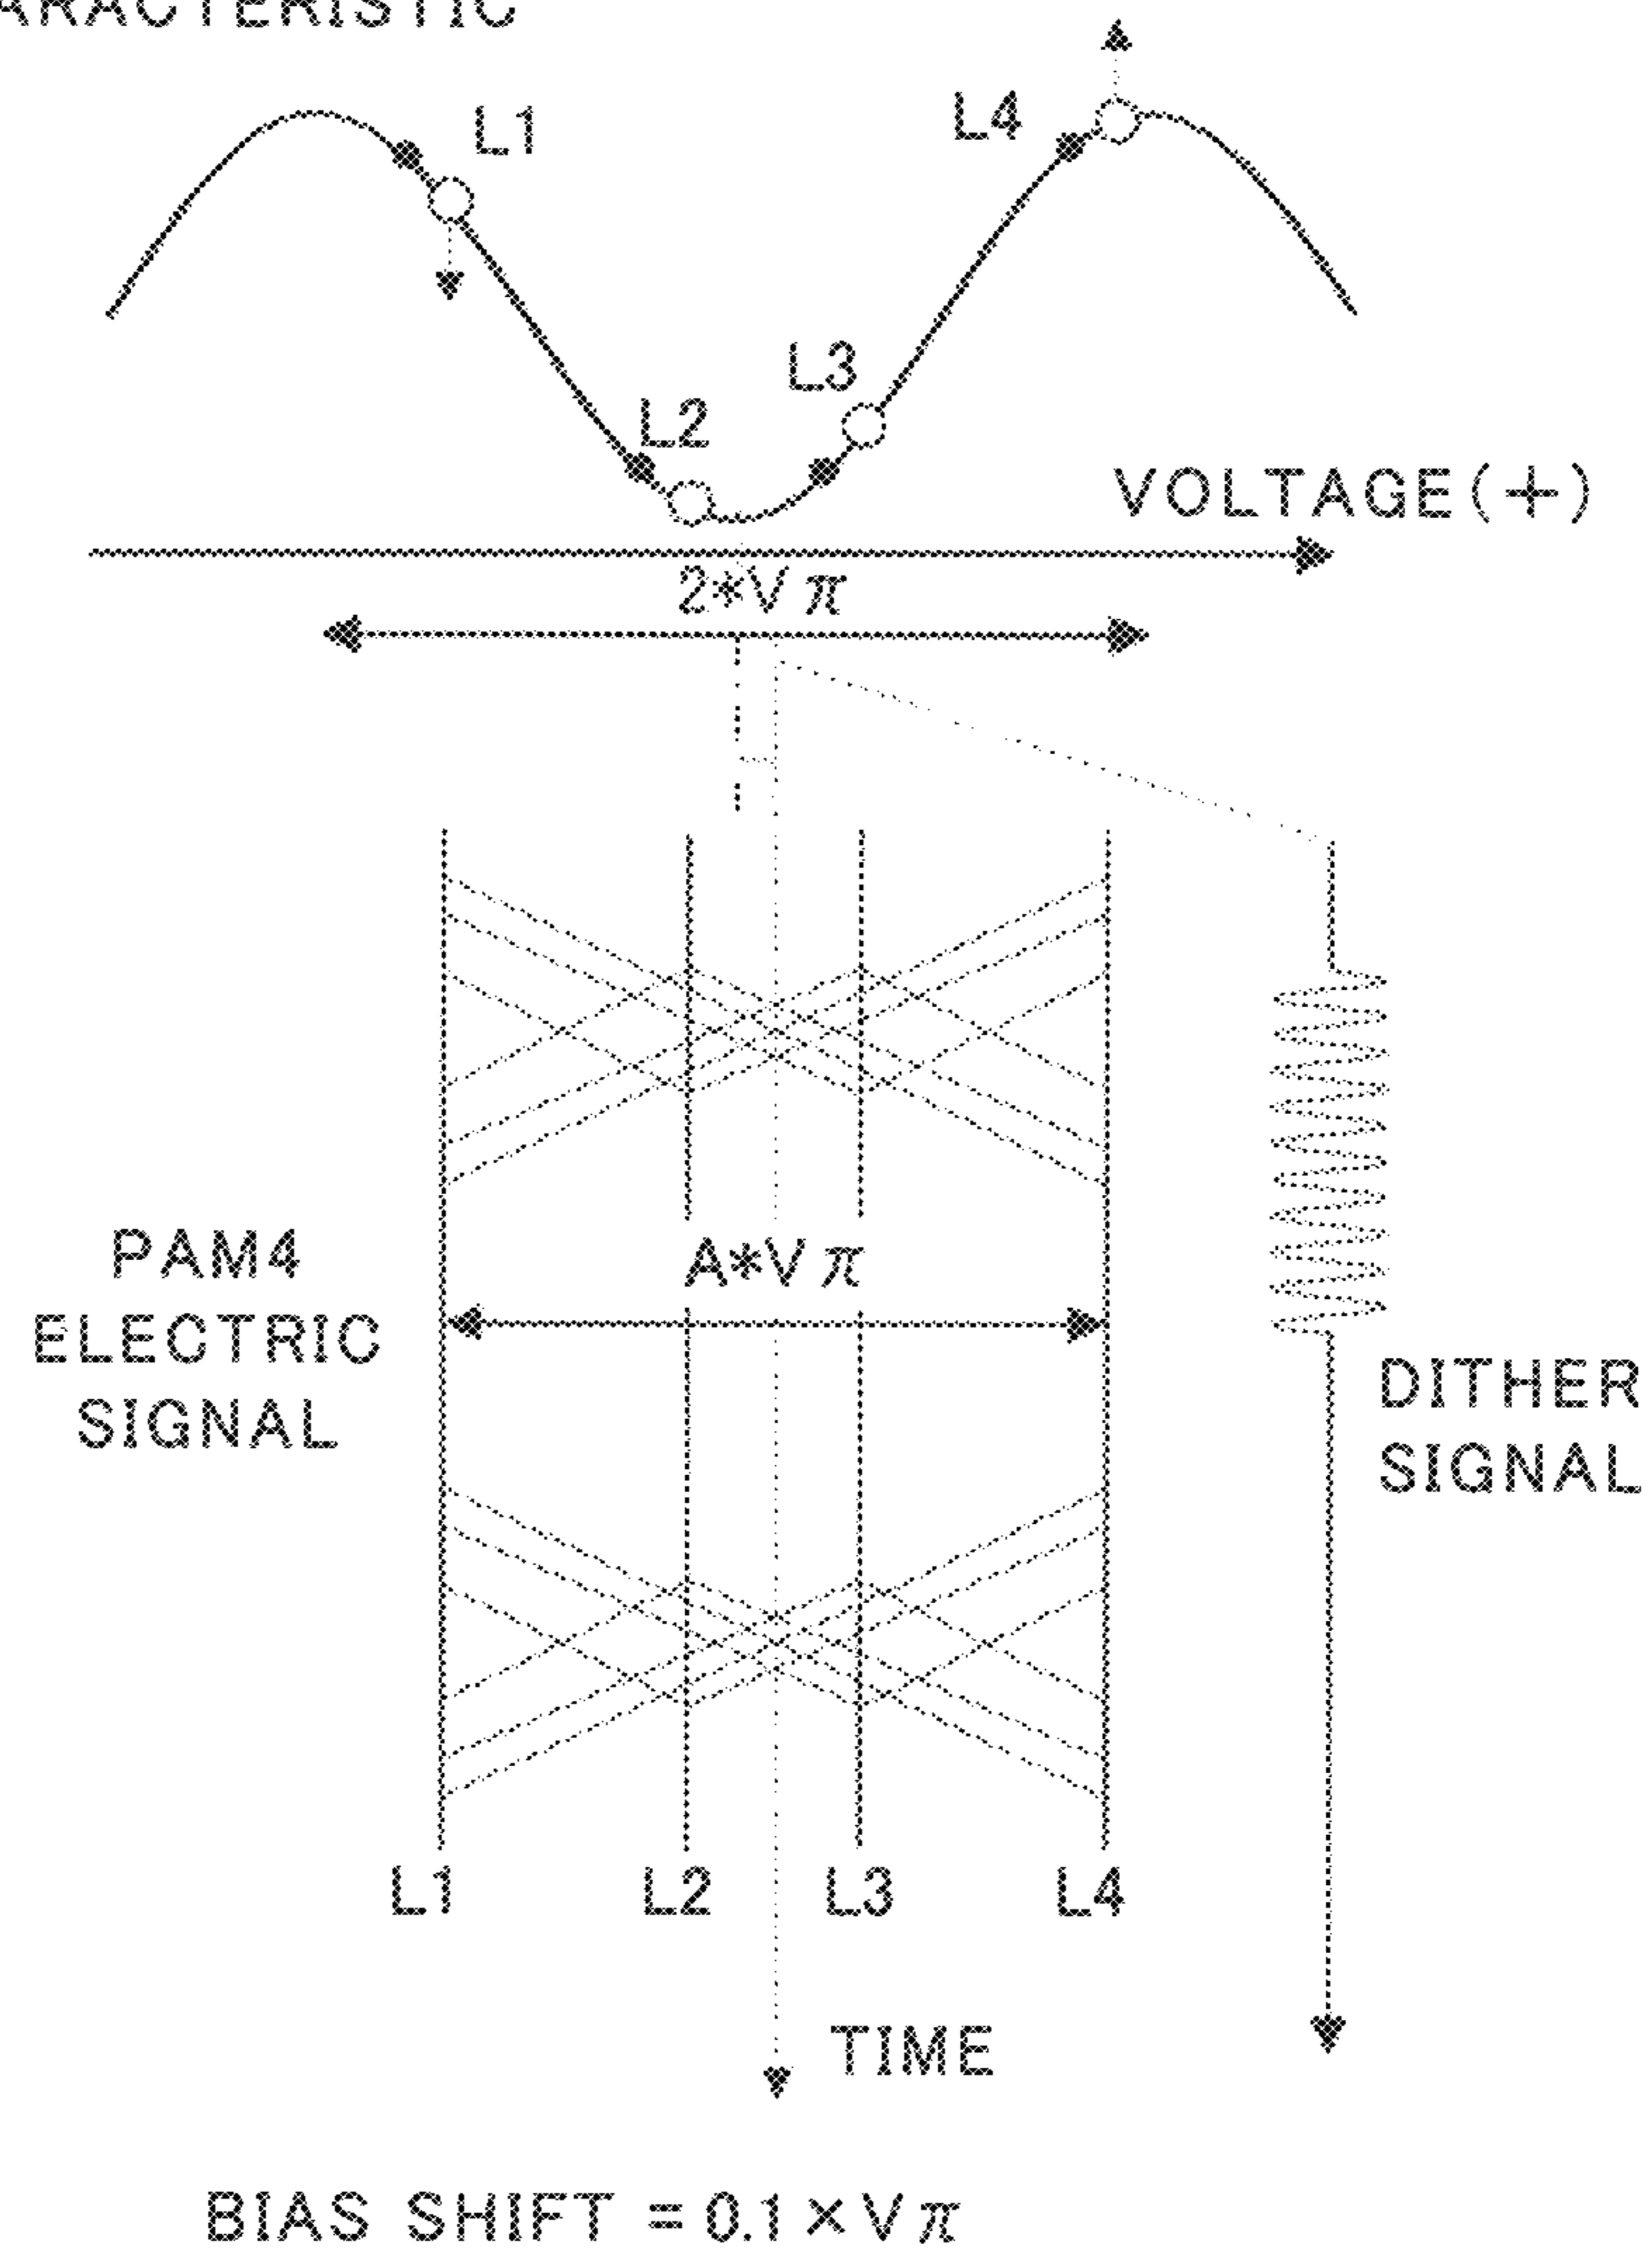 ARACTERISTIC
L1
L4
L3
L2
VOLTAGE(+)
2*Vπ
PAM4
ELECTRIC
SIGNAL
A*Vπ
DITHER
SIGNAL
L1
L2
L3
L4
TIME
BIAS SHIFT = 0.1 × Vπ